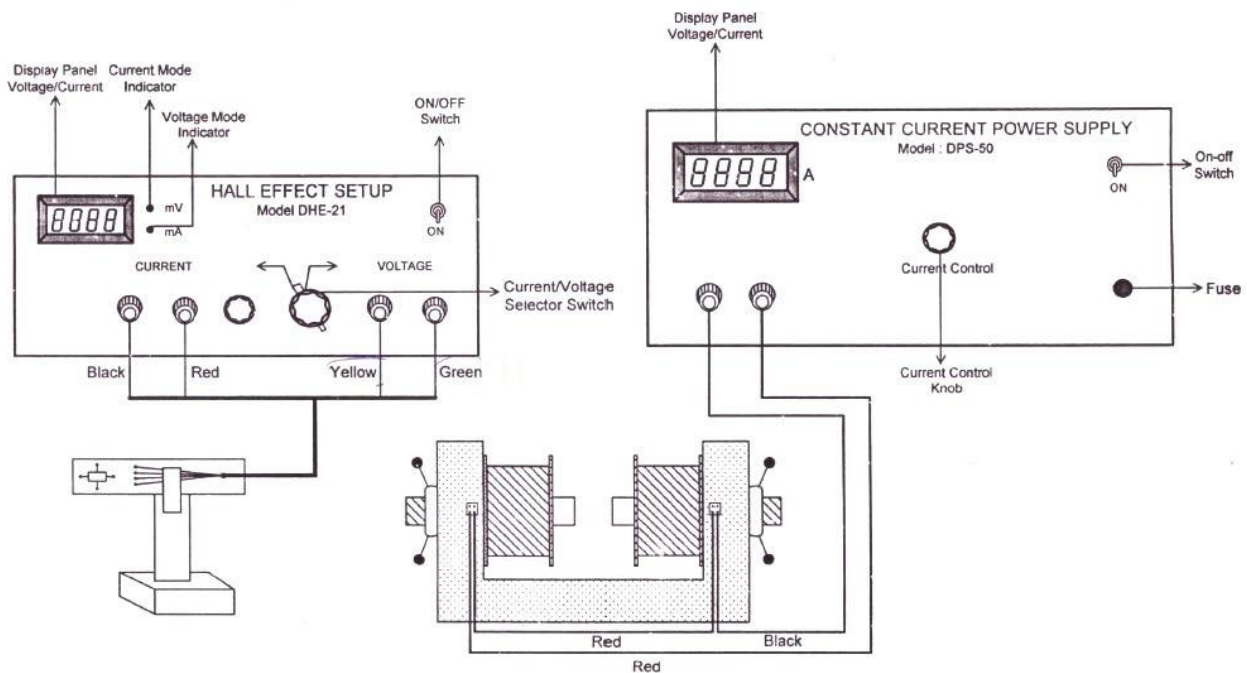 Display Panel
Voltage/Current
Current Mode
Indicator
Voltage Mode
Indicator
ON/OFF
Switch
HALL EFFECT SETUP
Model DHE-21
8888
mV
mA
ON
CURRENT
VOLTAGE
Current/Voltage
Selector Switch
Black
Red
Yellow
Green
Display Panel
Voltage/Current
CONSTANT CURRENT POWER SUPPLY
Model : DPS-50
8888
A
On-off
Switch
ON
Current Control
Fuse
Current Control
Knob
Red
Black
Red